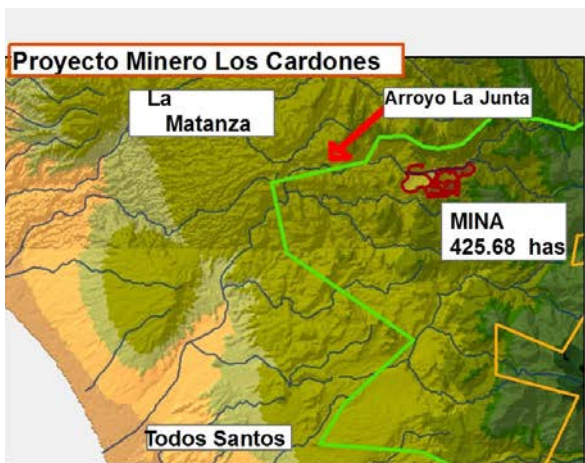 Proyecto Minero Los Cardones
La
Matanza
Arroyo La Junta
MINA
425.68 has
Todos Santos